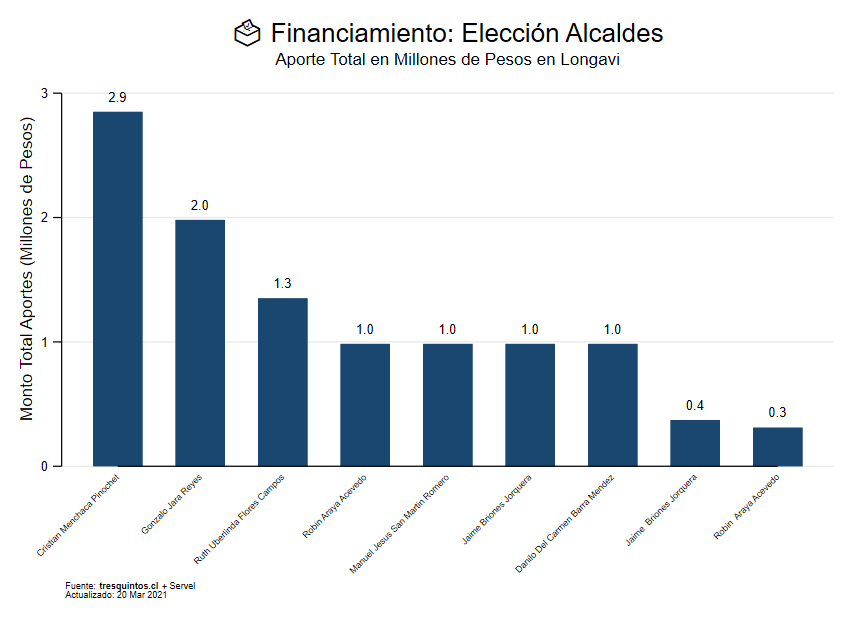 Financiamiento: Elección Alcaldes
Aporte Total en Millones de Pesos en Longavi
Monto Total Aportes (Millones de Pesos)
3
2
1
0
2.9
2.0
1.3
1.0
1.0
1.0
1.0
0.4
0.3
Cristian Menchaca Pinochet
Gonzalo Jara Reyes
Ruth Uberlinda Flores Campos
Robin Araya Acevedo
Manuel Jesus San Martin Romero
Jaime Briones Jorquera
Danilo Del Carmen Barra Mendez
Jaime  Briones Jorquera
Robin  Araya Acevedo
Fuente: tresquintos.cl + Servel
Actualizado: 20 Mar 2021